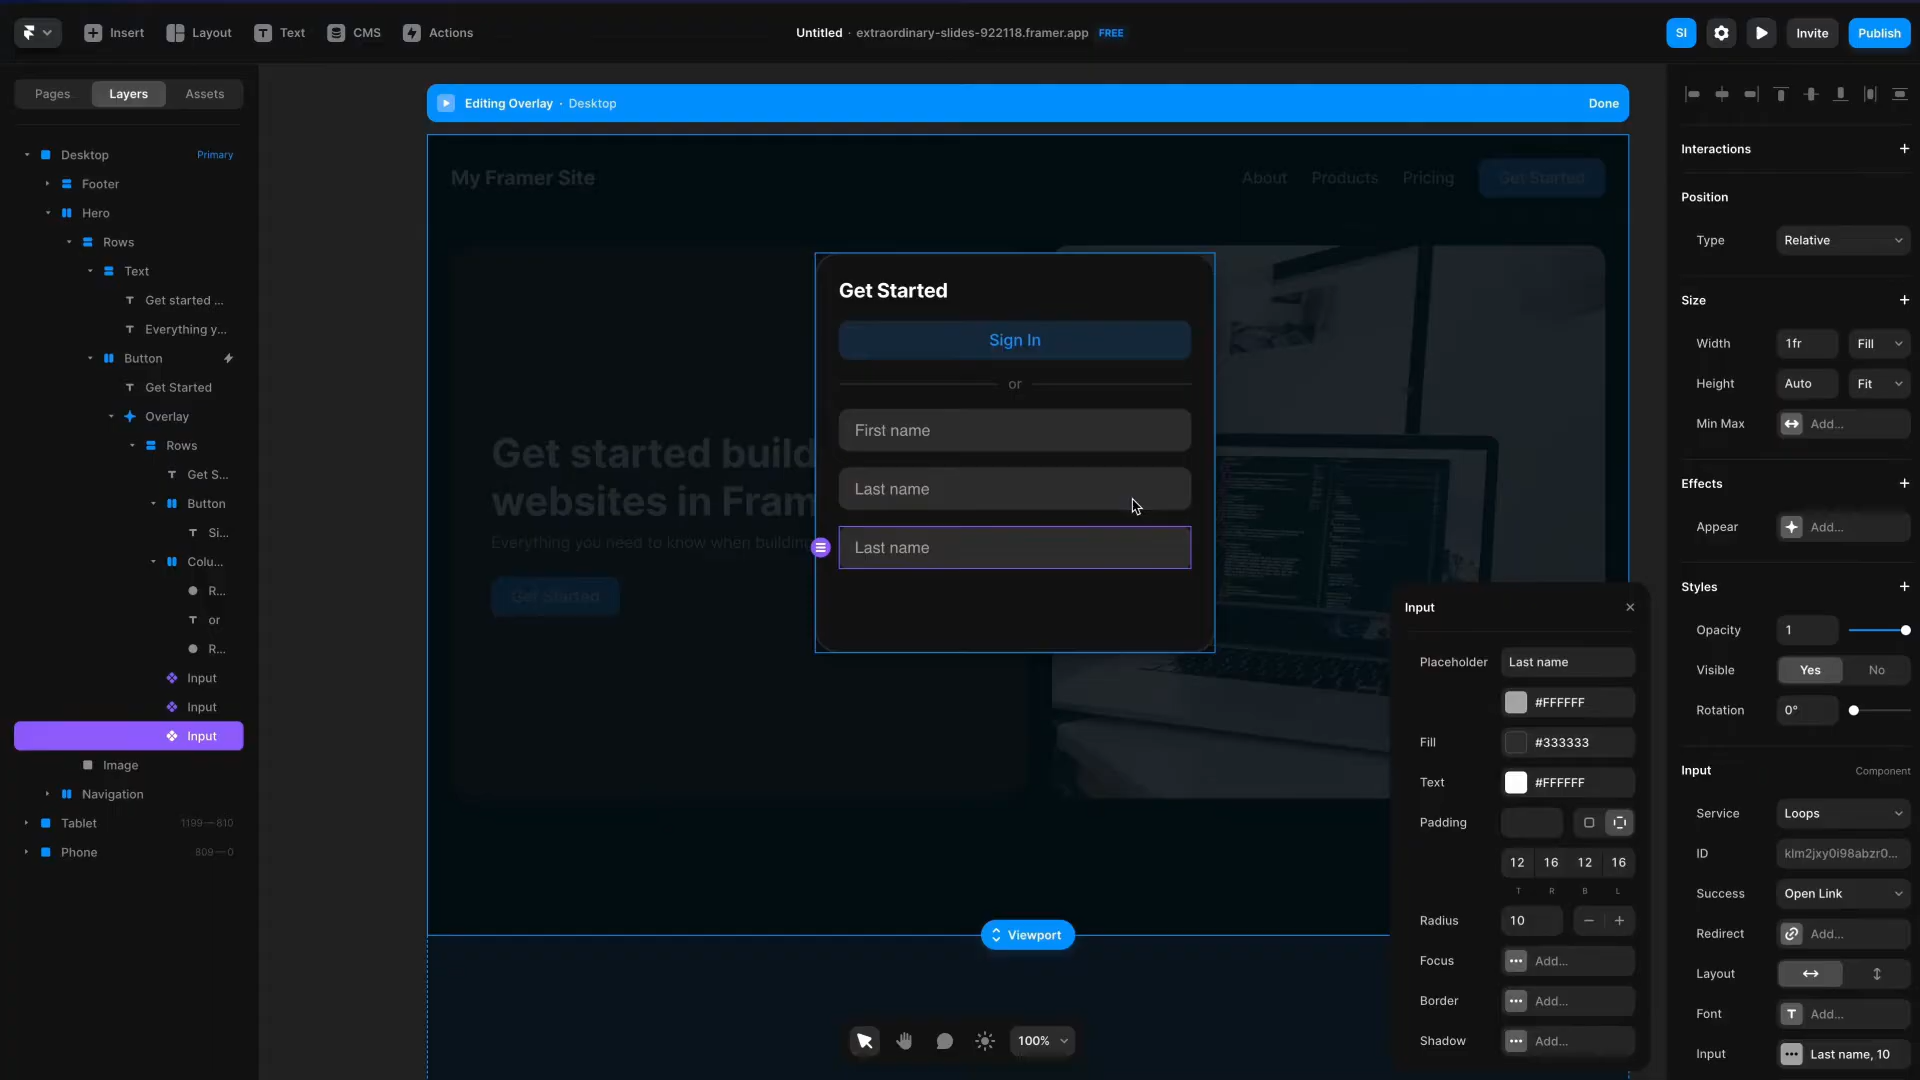 Insert
Layout
Text
CMS
Actions
Untitled · extraordinary-slides-922118.framer.app FREE
SI
Invite
Publish
Pages
Layers
Assets
Desktop
Primary
Footer
Hero
Rows
Text
Get started ...
Everything y...
Button
Get Started
Overlay
Rows
Get S...
Button
Si...
Colu...
R...
or
R...
Input
Input
Input
Image
Navigation
Tablet
1199—810
Phone
809—0
Editing Overlay · Desktop
Done
My Framer Site
About
Products
Pricing
Get Started
Get started build
websites in Fram
Everything you need to know when building
Get Started
Get Started
Sign In
or
First name
Last name
Last name
Viewport
100%
Input
Placeholder
Last name
#FFFFFF
Fill
#333333
Text
#FFFFFF
Padding
12 16 12 16
T R B L
Radius
10
Focus
Add...
Border
Add...
Shadow
Add...
Interactions
Position
Type
Relative
Size
Width
1fr
Fill
Height
Auto
Fit
Min Max
Add...
Effects
Appear
Add...
Styles
Opacity
1
Visible
Yes
No
Rotation
0°
Input
Component
Service
Loops
ID
klm2jxy0i98abzr0...
Success
Open Link
Redirect
Add...
Layout
Font
Add...
Input
Last name, 10